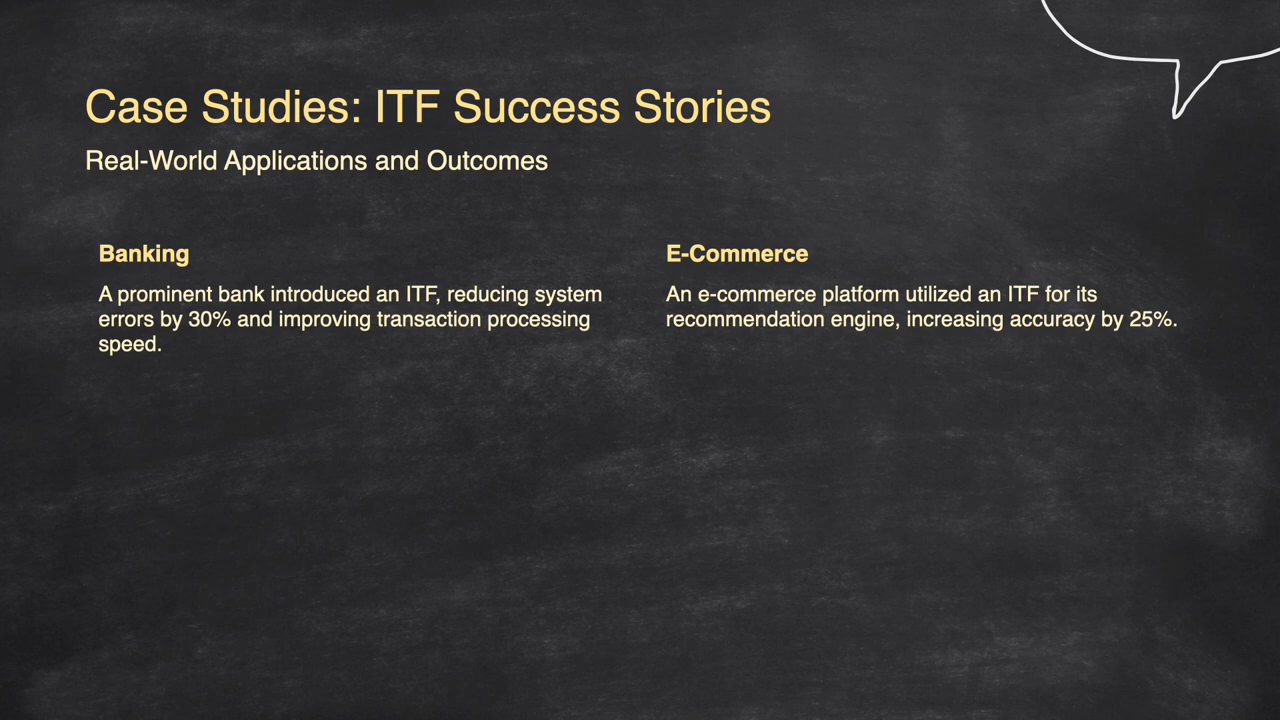 Case Studies: ITF Success Stories
Real-World Applications and Outcomes
Banking
A prominent bank introduced an ITF, reducing system
errors by 30% and improving transaction processing
speed.
E-Commerce
An e-commerce platform utilized an ITF for its
recommendation engine, increasing accuracy by 25%.